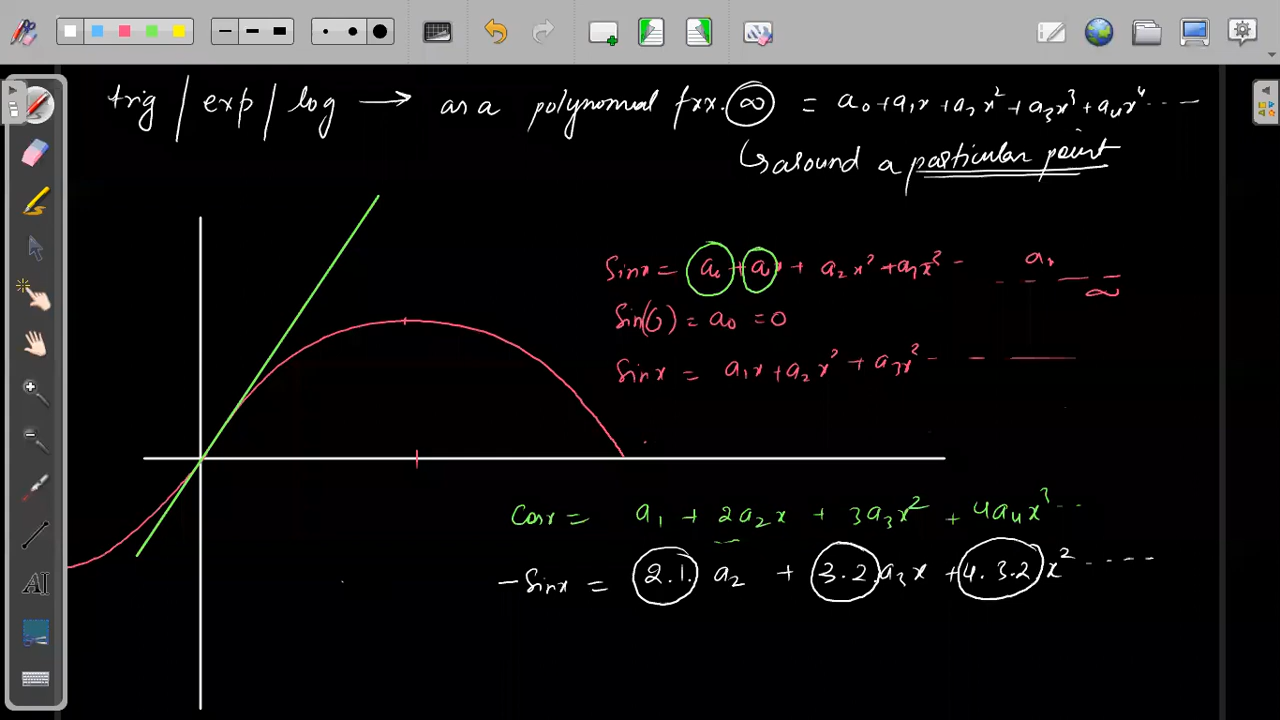 trig / exp / log → as a polynomial fxx. ∞ = a₀ + a₁x + a₂x² + a₃x³ + a₄x⁴ ----
↳ around a particular point
Sinx = a₀ + a₁ + a₂x² + a₃x³ - - - a - - ∞
Sin(0) = a₀ = 0
Sinx = a₁x + a₂x² + a₃x³ - - -
Cosx = a₁ + 2a₂x + 3a₃x² + 4a₄x³ ...
-Sinx = 2.1. a₂ + 3.2.a₃x + 4.3.2 x² ----